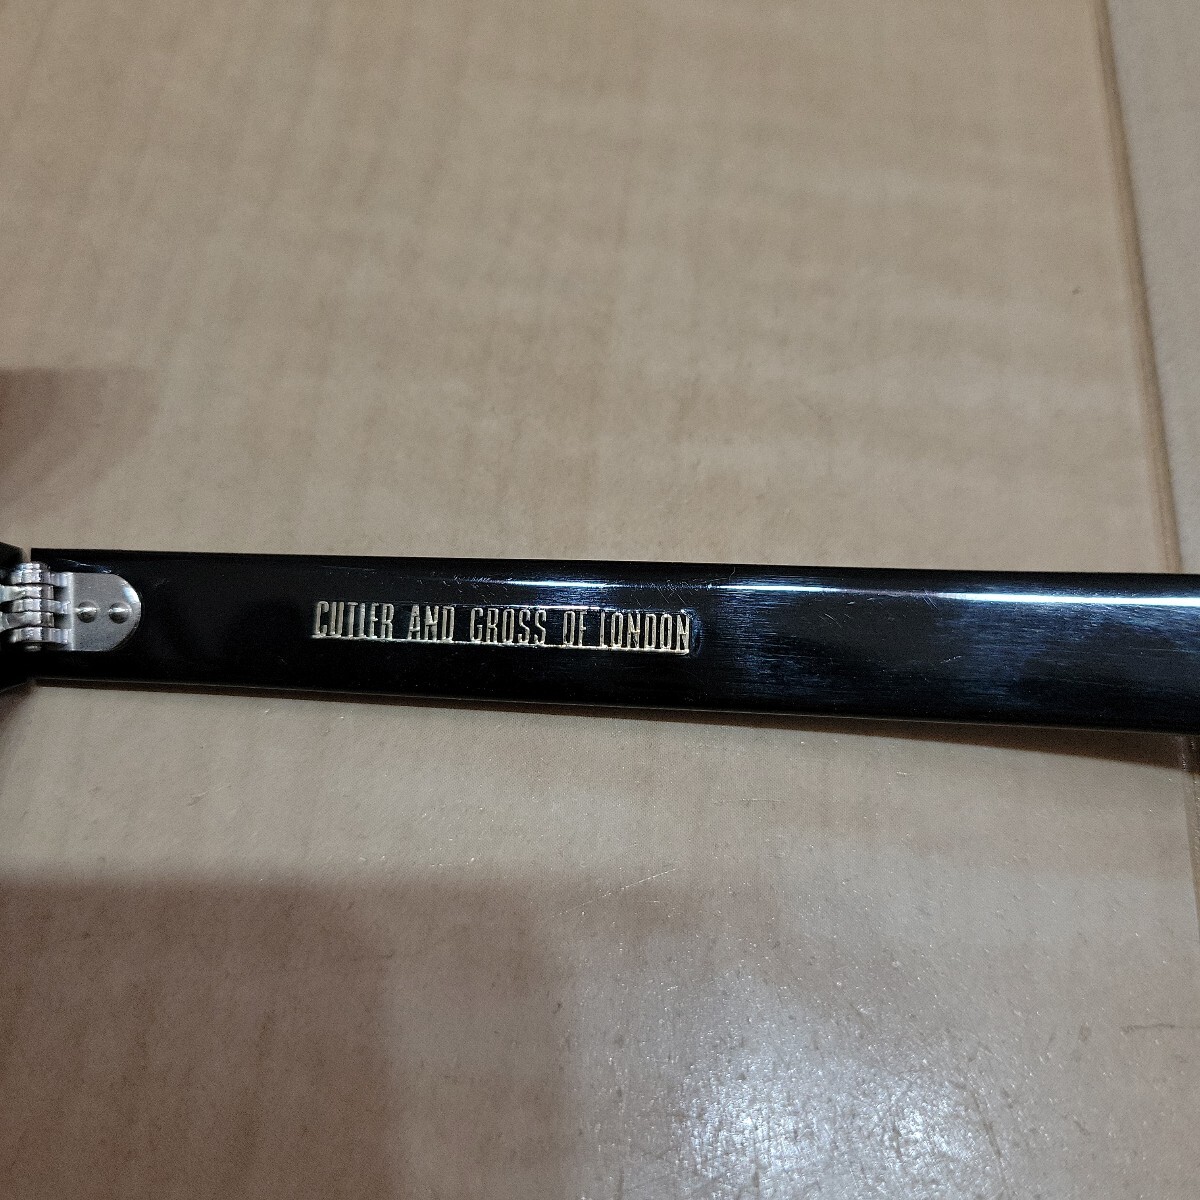 CUTLER AND GROSS OF LONDON